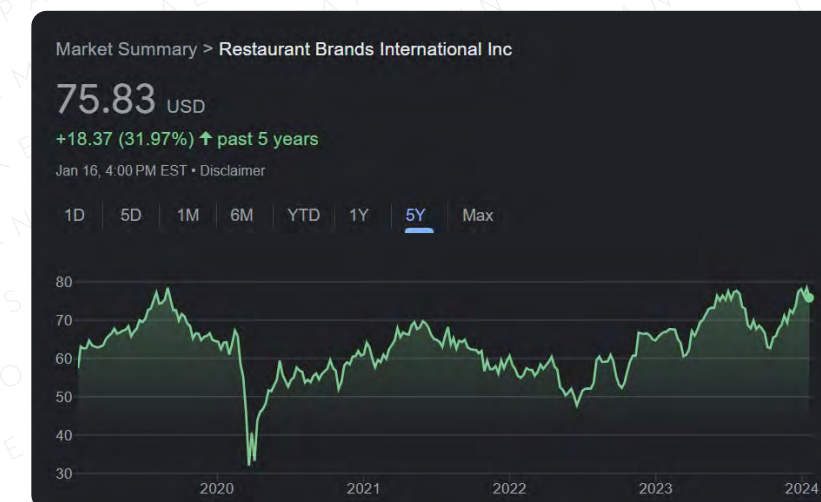 Market Summary > Restaurant Brands International Inc
75.83 USD
+18.37 (31.97%) ↑ past 5 years
Jan 16, 4:00 PM EST • Disclaimer
1D 5D 1M 6M YTD 1Y 5Y Max
80
70
60
50
40
30
2020 2021 2022 2023 2024